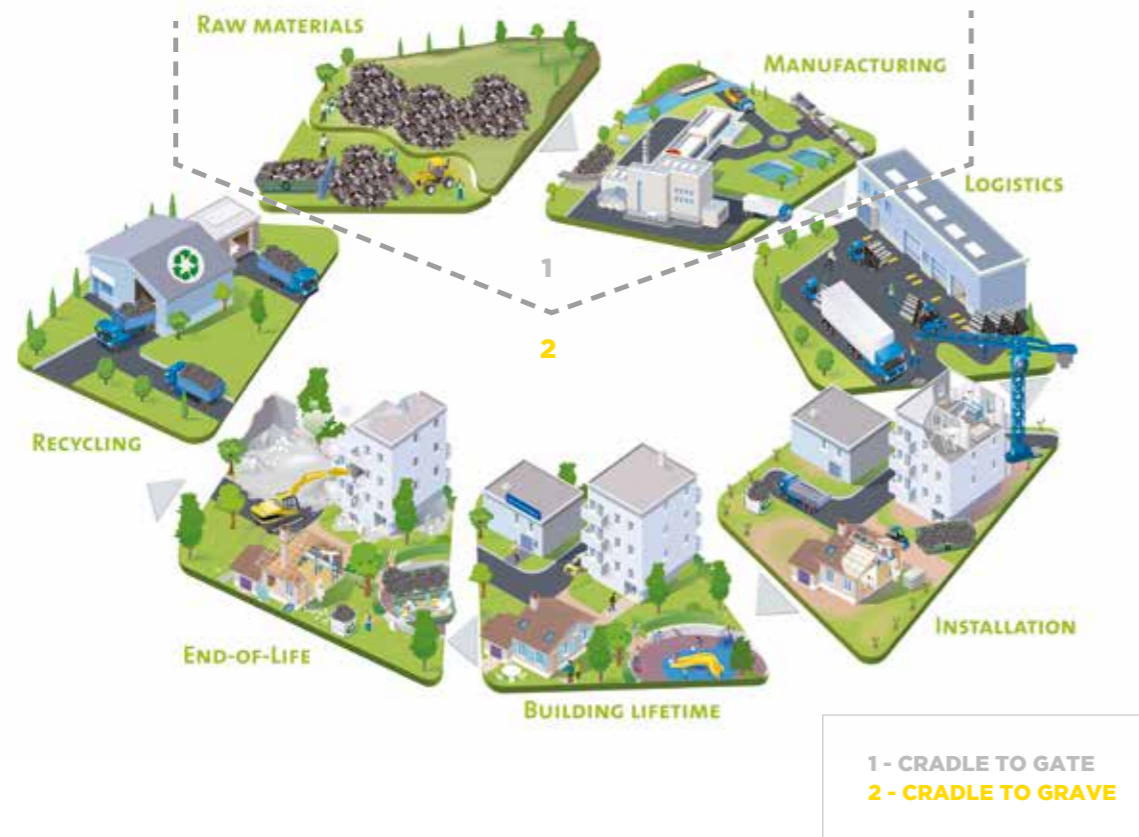 RAW MATERIALS
MANUFACTURING
LOGISTICS
1
2
RECYCLING
INSTALLATION
END-OF-LIFE
BUILDING LIFETIME
1 - CRADLE TO GATE
2 - CRADLE TO GRAVE